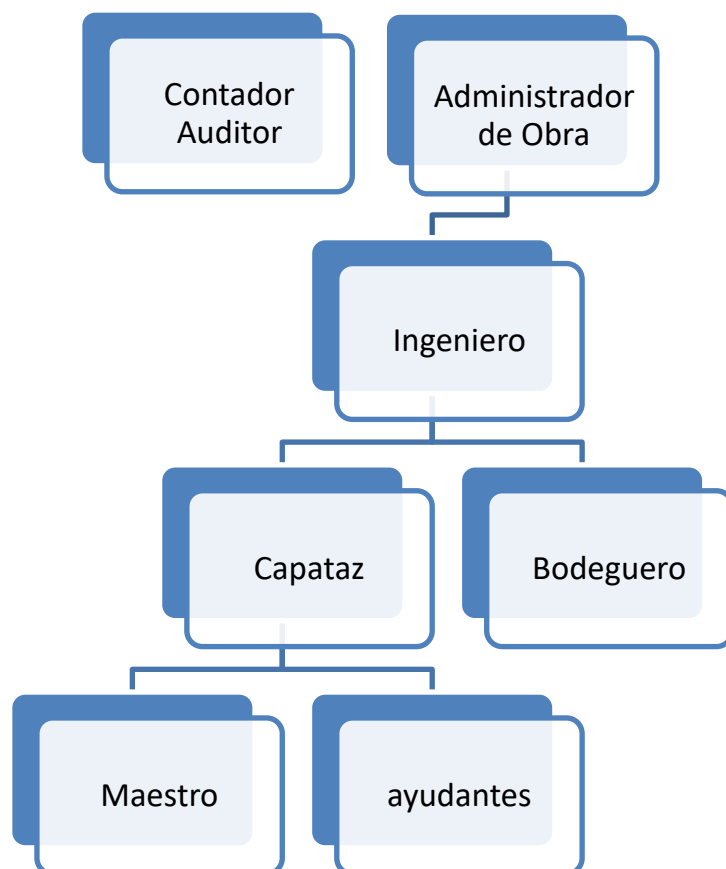 Contador
Auditor
Administrador
de Obra
Ingeniero
Capataz
Bodeguero
Maestro
ayudantes